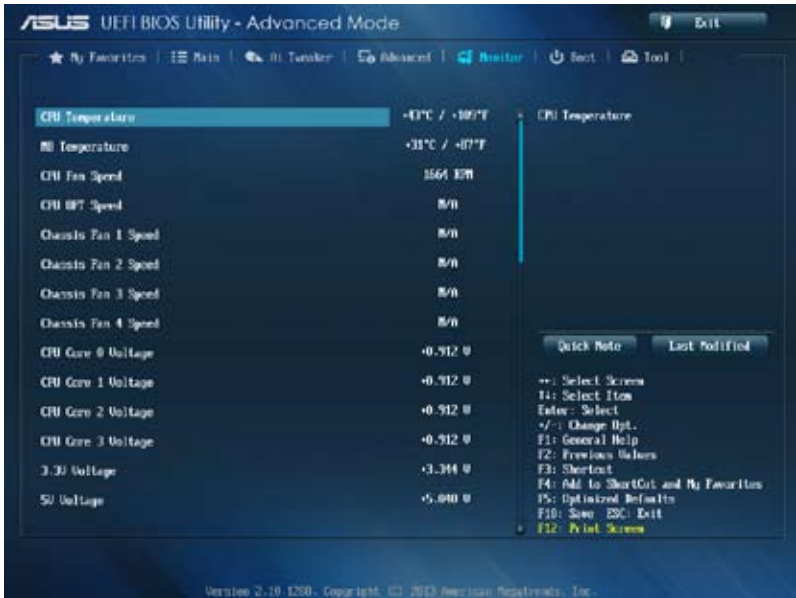 ASUS UEFI BIOS Utility - Advanced Mode
Exit
My Favorites
Main
Ai Tweaker
Advanced
Monitor
Boot
Tool
CPU Temperature +43°C / +109°F
MB Temperature +31°C / +87°F
CPU Fan Speed 1664 RPM
CPU OPT Speed N/A
Chassis Fan 1 Speed N/A
Chassis Fan 2 Speed N/A
Chassis Fan 3 Speed N/A
Chassis Fan 4 Speed N/A
CPU Core 0 Voltage +0.912 V
CPU Core 1 Voltage +0.912 V
CPU Core 2 Voltage +0.912 V
CPU Core 3 Voltage +0.912 V
3.3V Voltage +3.344 V
5V Voltage +5.040 V
CPU Temperature
Quick Note
Last Modified
→←: Select Screen
↑↓: Select Item
Enter: Select
+/-: Change Opt.
F1: General Help
F2: Previous Values
F3: Shortcut
F4: Add to ShortCut and My Favorites
F5: Optimized Defaults
F10: Save ESC: Exit
F12: Print Screen
Version 2.10.1208. Copyright (C) 2013 American Megatrends, Inc.